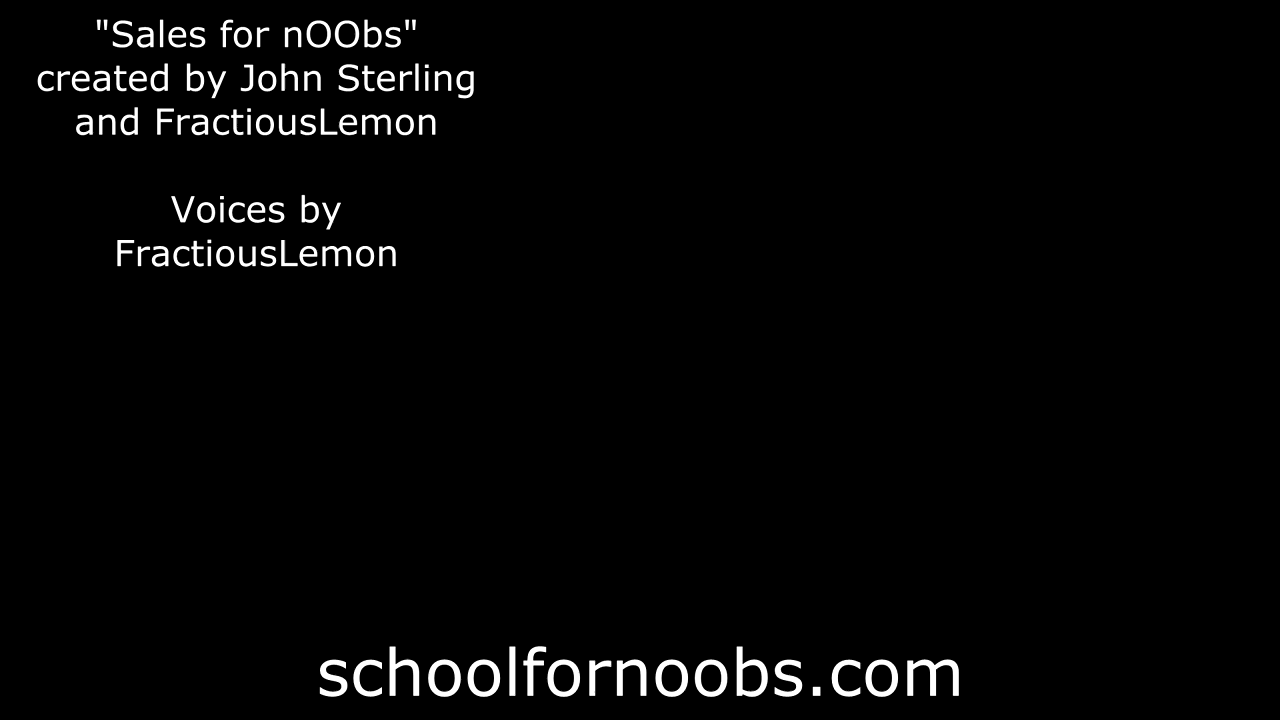 "Sales for nOObs"
created by John Sterling
and FractiousLemon
Voices by
FractiousLemon
schoolfornoobs.com